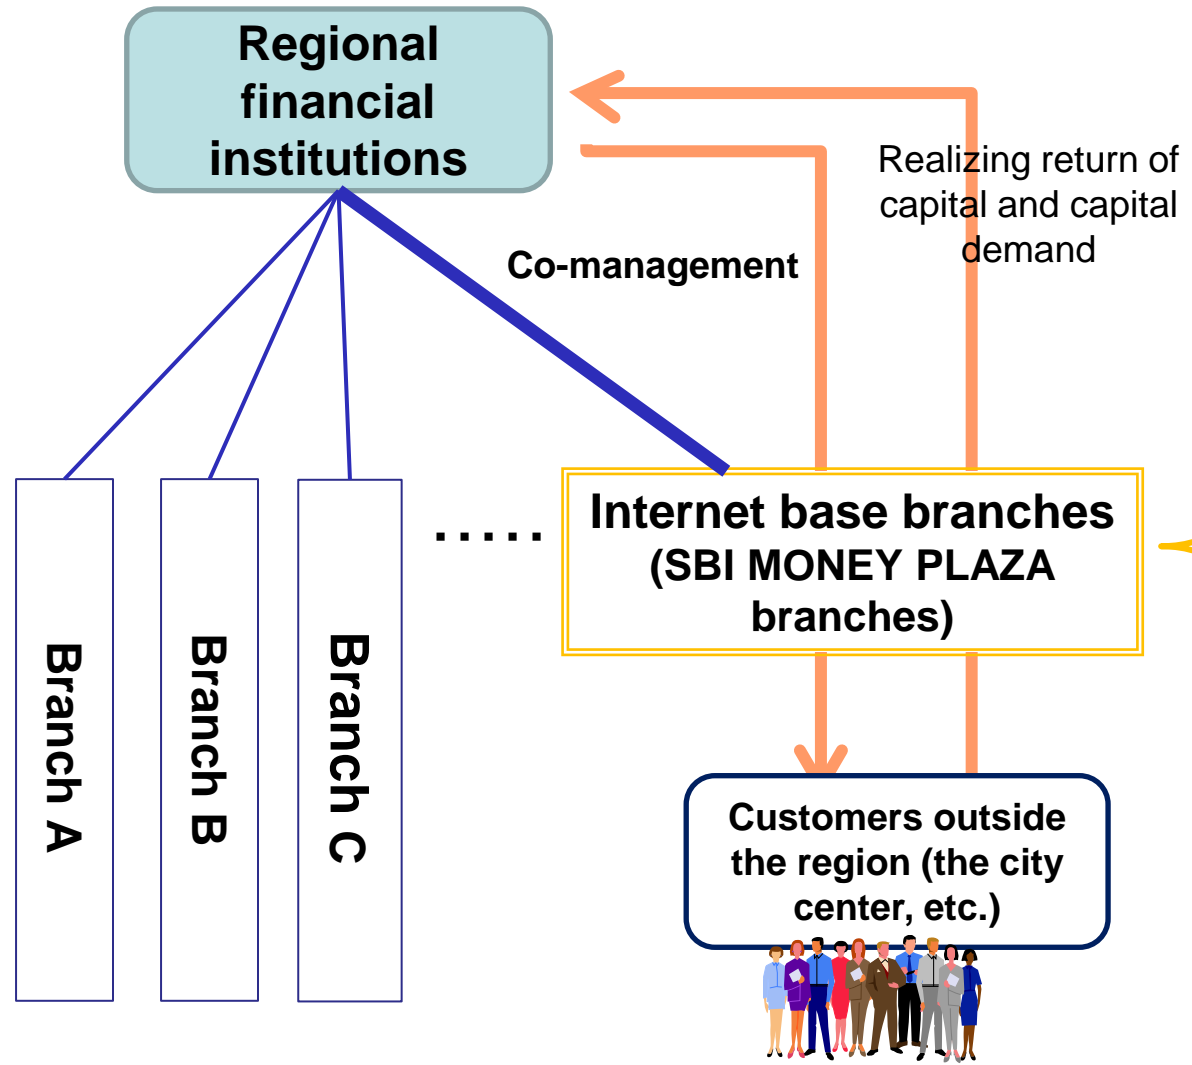 Regional
financial
institutions
Realizing return of
capital and capital
demand
Co-management
.....
Internet base branches
(SBI MONEY PLAZA
branches)
Branch A
Branch B
Branch C
Customers outside
the region (the city
center, etc.)